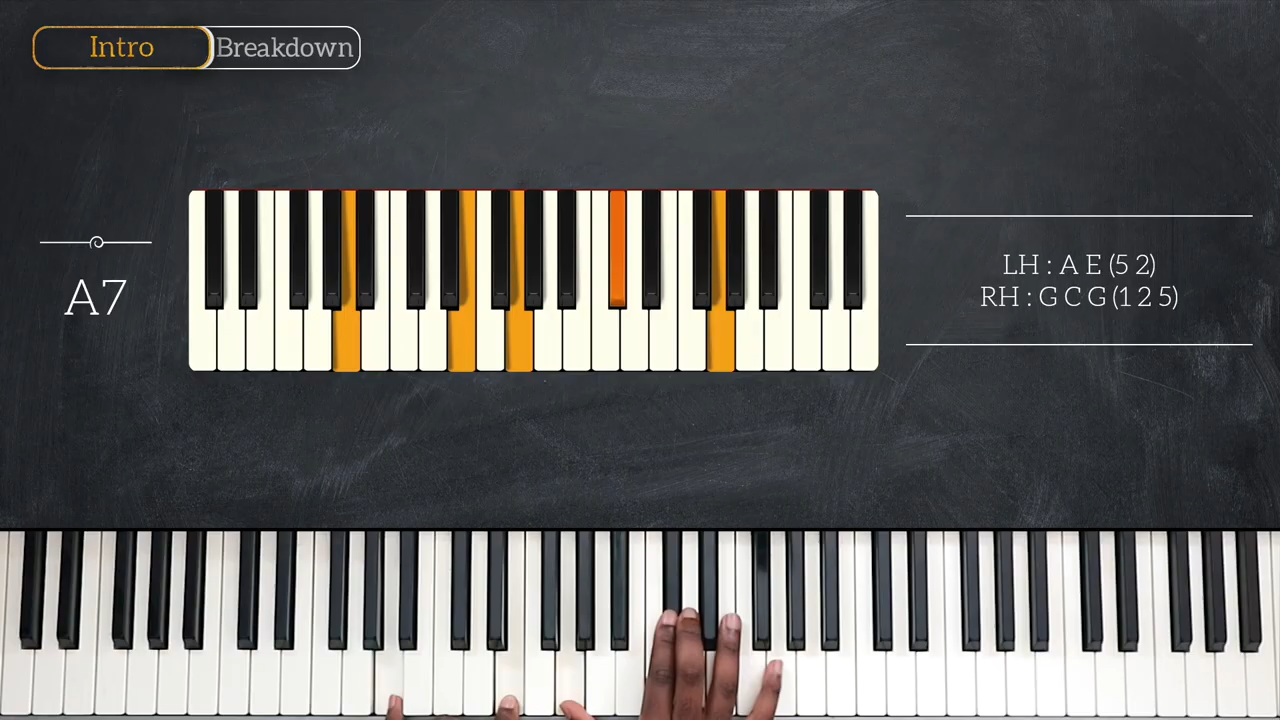 Intro
Breakdown
A7
LH : A E (5 2)
RH : G C G (1 2 5)